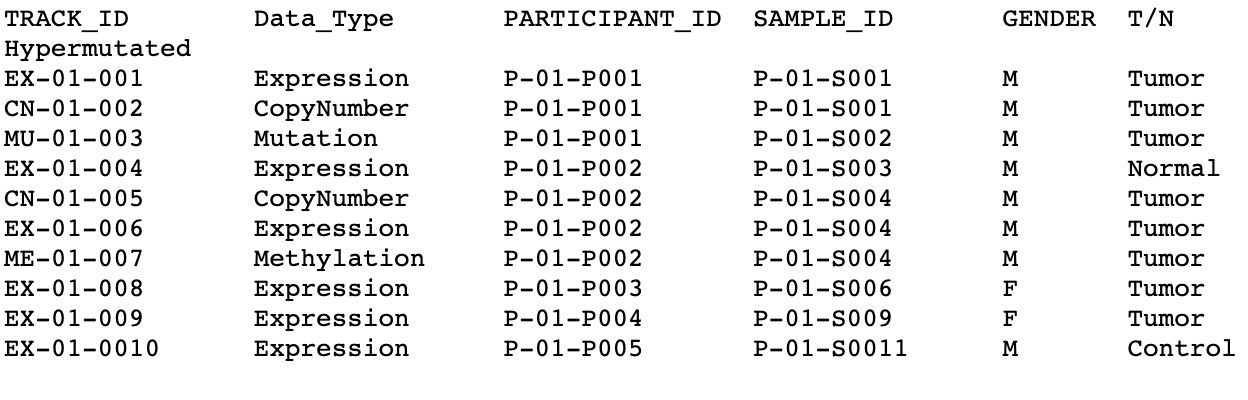 TRACK_ID Data_Type PARTICIPANT_ID SAMPLE_ID GENDER T/N
Hypermutated
EX-01-001 Expression P-01-P001 P-01-S001 M Tumor
CN-01-002 CopyNumber P-01-P001 P-01-S001 M Tumor
MU-01-003 Mutation P-01-P001 P-01-S002 M Tumor
EX-01-004 Expression P-01-P002 P-01-S003 M Normal
CN-01-005 CopyNumber P-01-P002 P-01-S004 M Tumor
EX-01-006 Expression P-01-P002 P-01-S004 M Tumor
ME-01-007 Methylation P-01-P002 P-01-S004 M Tumor
EX-01-008 Expression P-01-P003 P-01-S006 F Tumor
EX-01-009 Expression P-01-P004 P-01-S009 F Tumor
EX-01-0010 Expression P-01-P005 P-01-S0011 M Control